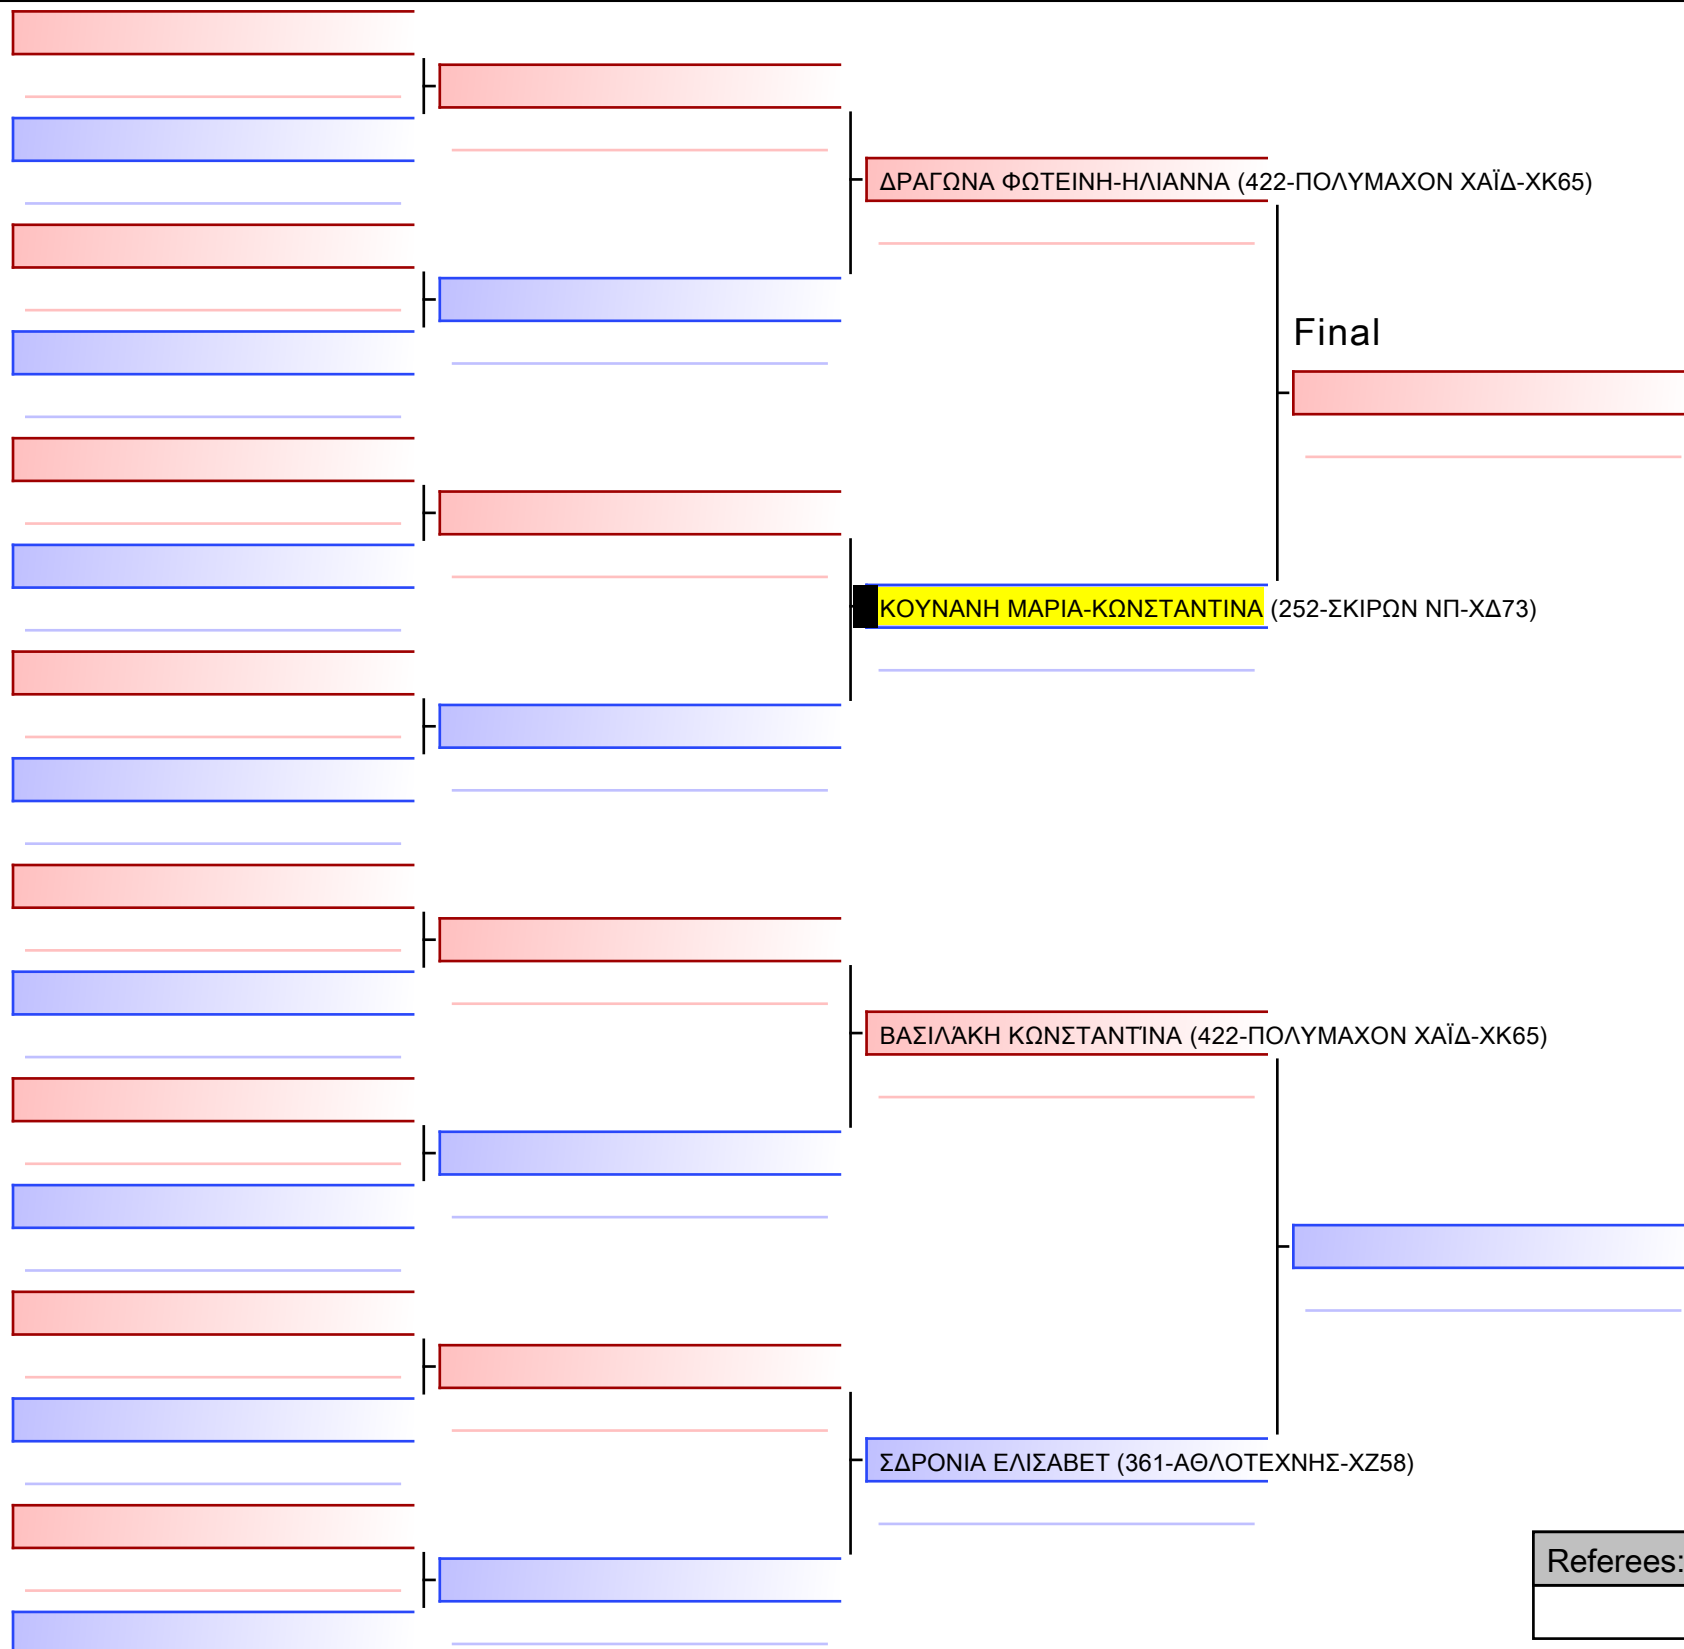 ΔΡΑΓΩΝΑ ΦΩΤΕΙΝΗ-ΗΛΙΑΝΝΑ (422-ΠΟΛΥΜΑΧΟΝ ΧΑΪΔ-ΧΚ65)
Final
ΚΟΥΝΑΝΗ ΜΑΡΙΑ-ΚΩΝΣΤΑΝΤΙΝΑ (252-ΣΚΙΡΩΝ ΝΠ-ΧΔ73)
ΒΑΣΙΛΆΚΗ ΚΩΝΣΤΑΝΤΊΝΑ (422-ΠΟΛΥΜΑΧΟΝ ΧΑΪΔ-ΧΚ65)
ΣΔΡΟΝΙΑ ΕΛΙΣΑΒΕΤ (361-ΑΘΛΟΤΕΧΝΗΣ-ΧΖ58)
Referees: